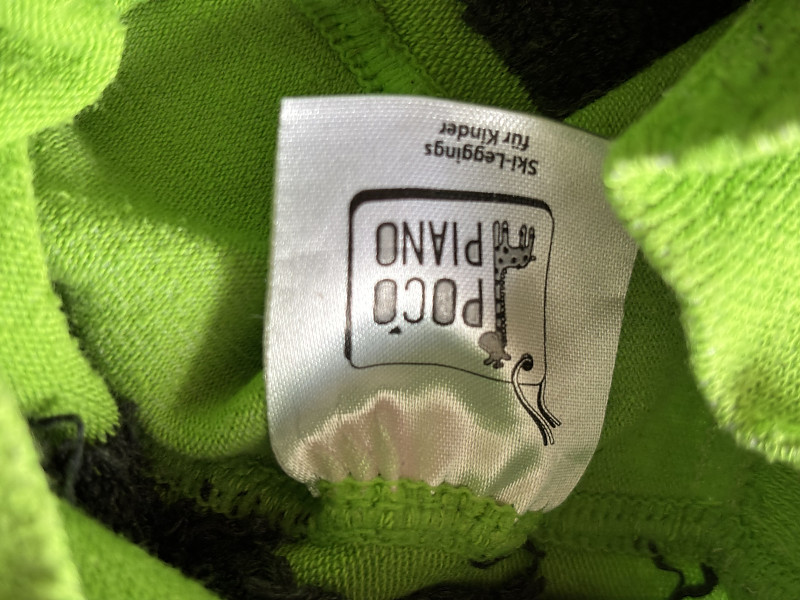 POCO
PIANO
Ski-Leggings
für Kinder